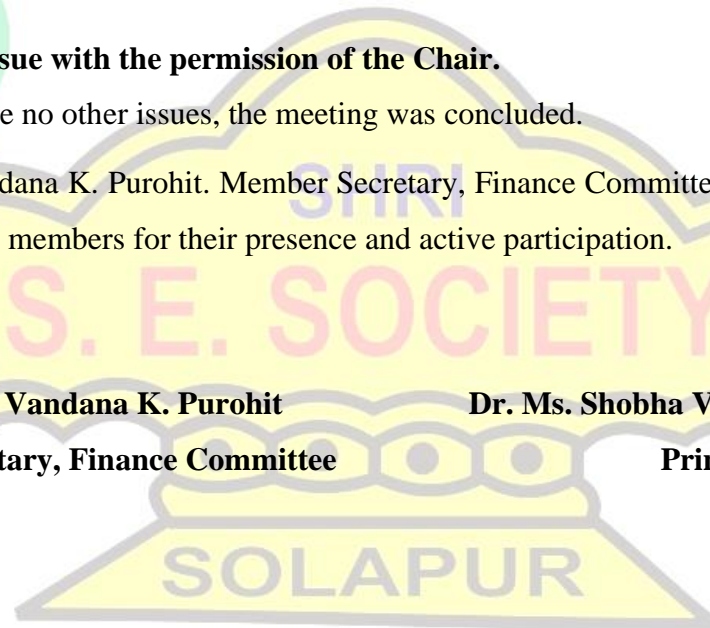 sue with the permission of the Chair.
e no other issues, the meeting was concluded.
dana K. Purohit. Member Secretary, Finance Committe
SHRI
members for their presence and active participation.
S. E. SOCIETY
Vandana K. Purohit Dr. Ms. Shobha V
tary, Finance Committee Prin
SOLAPUR